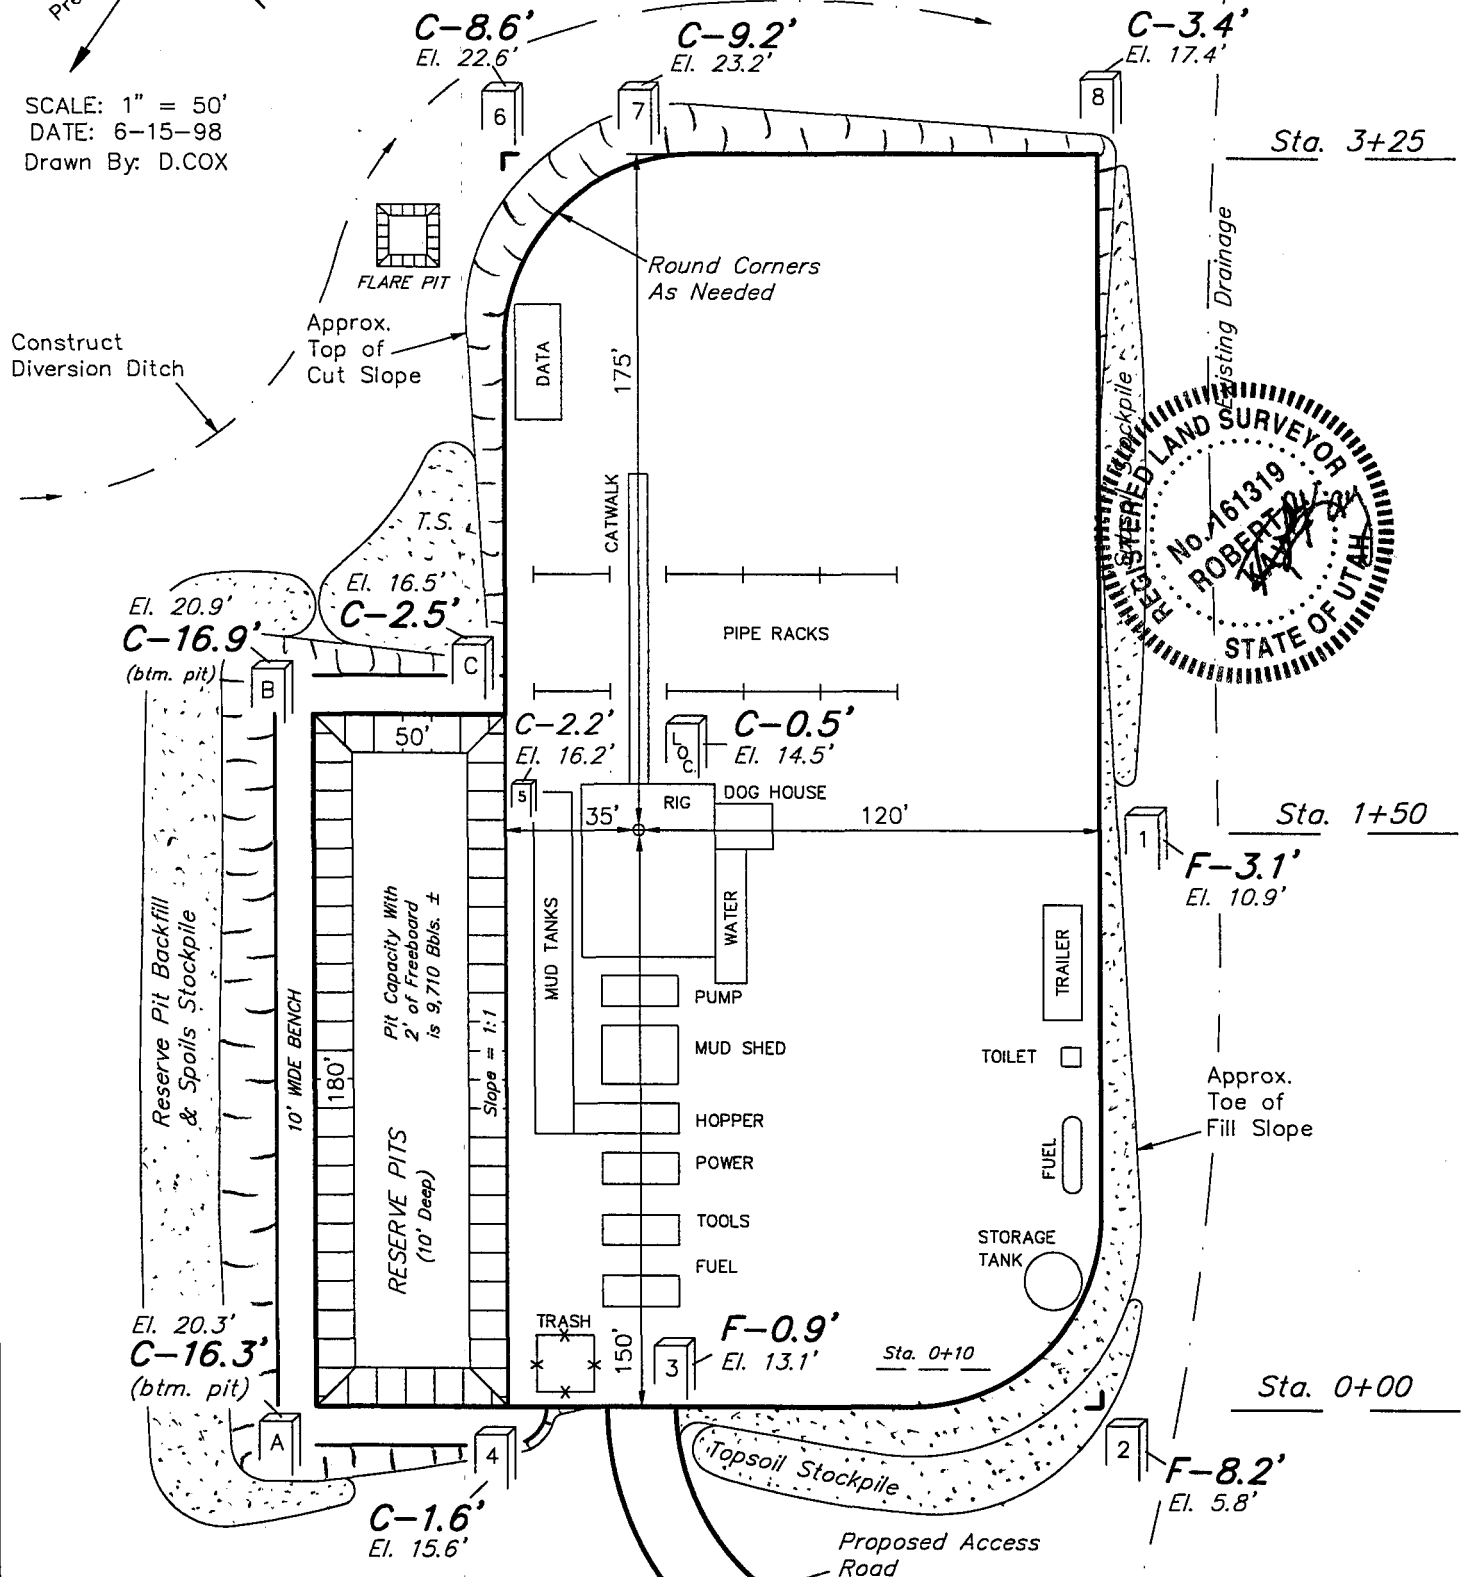 C-8.6'
El. 22.6'
C-9.2'
El. 23.2'
C-3.4'
El. 17.4'
SCALE: 1" = 50'
DATE: 6-15-98
Drawn By: D.COX
6
7
8
Sta. 3+25
FLARE PIT
Round Corners
As Needed
Existing Drainage
Construct
Diversion Ditch
Approx.
Top of
Cut Slope
DATA
175'
CATWALK
T.S.
REGISTERED LAND SURVEYOR
No. 161319
ROBERT
KAY
STATE OF UTAH
El. 16.5'
C-2.5'
El. 20.9'
C-16.9'
(btm. pit)
B
C
PIPE RACKS
50'
C-2.2'
El. 16.2'
LOC.
C-0.5'
El. 14.5'
5
RIG
DOG HOUSE
35'
120'
Sta. 1+50
1
F-3.1'
El. 10.9'
Reserve Pit Backfill
& Spoils Stockpile
10' WIDE BENCH
180'
Pit Capacity With
2' of Freeboard
is 9,710 Bbls. ±
RESERVE PITS
(10' Deep)
Slope = 1:1
MUD TANKS
WATER
TRAILER
PUMP
MUD SHED
TOILET
HOPPER
POWER
FUEL
TOOLS
FUEL
STORAGE
TANK
Approx.
Toe of
Fill Slope
El. 20.3'
C-16.3'
(btm. pit)
TRASH
150'
3
F-0.9'
El. 13.1'
Sta. 0+10
Sta. 0+00
A
4
2
Topsoil Stockpile
F-8.2'
El. 5.8'
C-1.6'
El. 15.6'
Proposed Access
Road